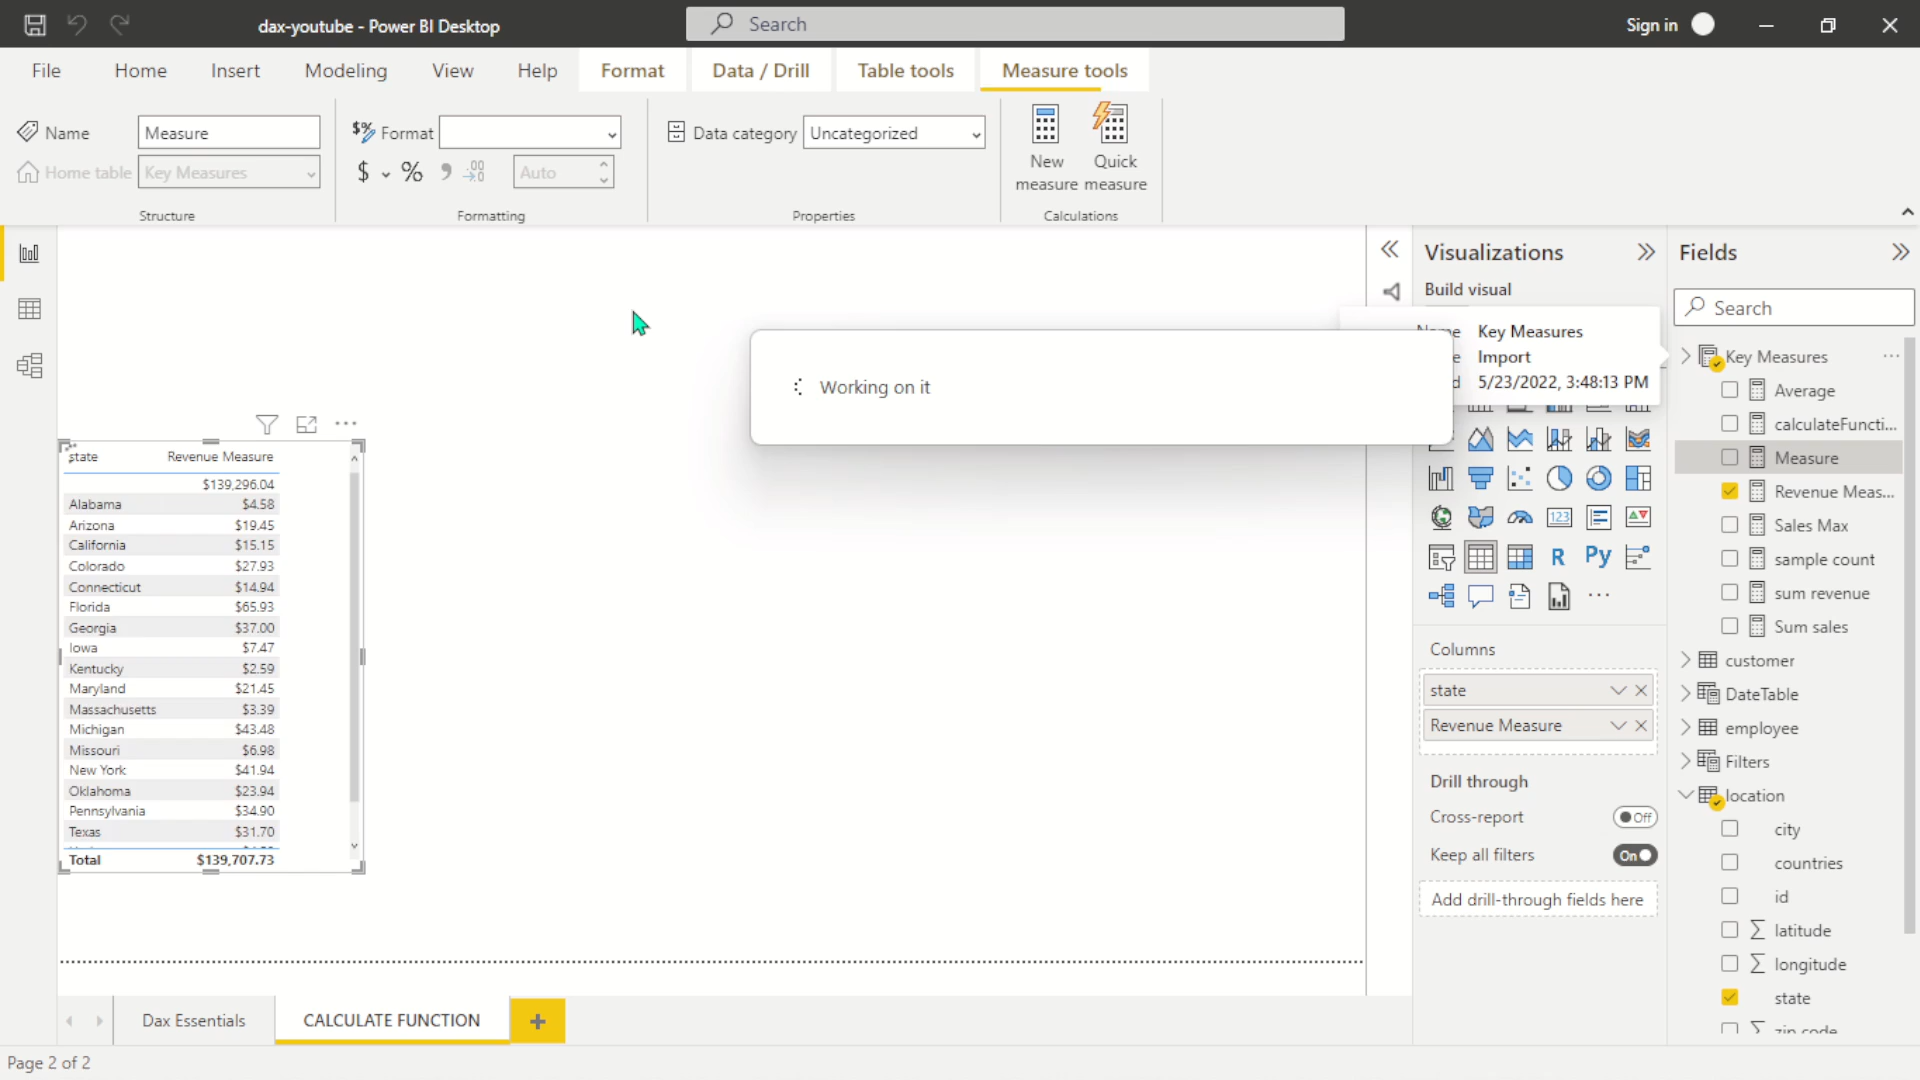 dax-youtube - Power BI Desktop
Search
Sign in
File
Home
Insert
Modeling
View
Help
Format
Data / Drill
Table tools
Measure tools
Name
Measure
Home table
Key Measures
Structure
Format
$
%
Auto
Formatting
Data category
Uncategorized
Properties
New measure
Quick measure
Calculations
Working on it
state Revenue Measure
$139,296.04
Alabama $4.58
Arizona $19.45
California $15.15
Colorado $27.93
Connecticut $14.94
Florida $65.93
Georgia $37.00
Iowa $7.47
Kentucky $2.59
Maryland $21.45
Massachusetts $3.39
Michigan $43.48
Missouri $6.98
New York $41.94
Oklahoma $23.94
Pennsylvania $34.90
Texas $31.70
Total $139,707.73
Visualizations
Build visual
Key Measures
Import
5/23/2022, 3:48:13 PM
123
R
Py
Columns
state
Revenue Measure
Drill through
Cross-report
Off
Keep all filters
On
Add drill-through fields here
Fields
Search
Key Measures
Average
calculateFuncti...
Measure
Revenue Meas...
Sales Max
sample count
sum revenue
Sum sales
customer
DateTable
employee
Filters
location
city
countries
id
latitude
longitude
state
zip code
Dax Essentials
CALCULATE FUNCTION
Page 2 of 2